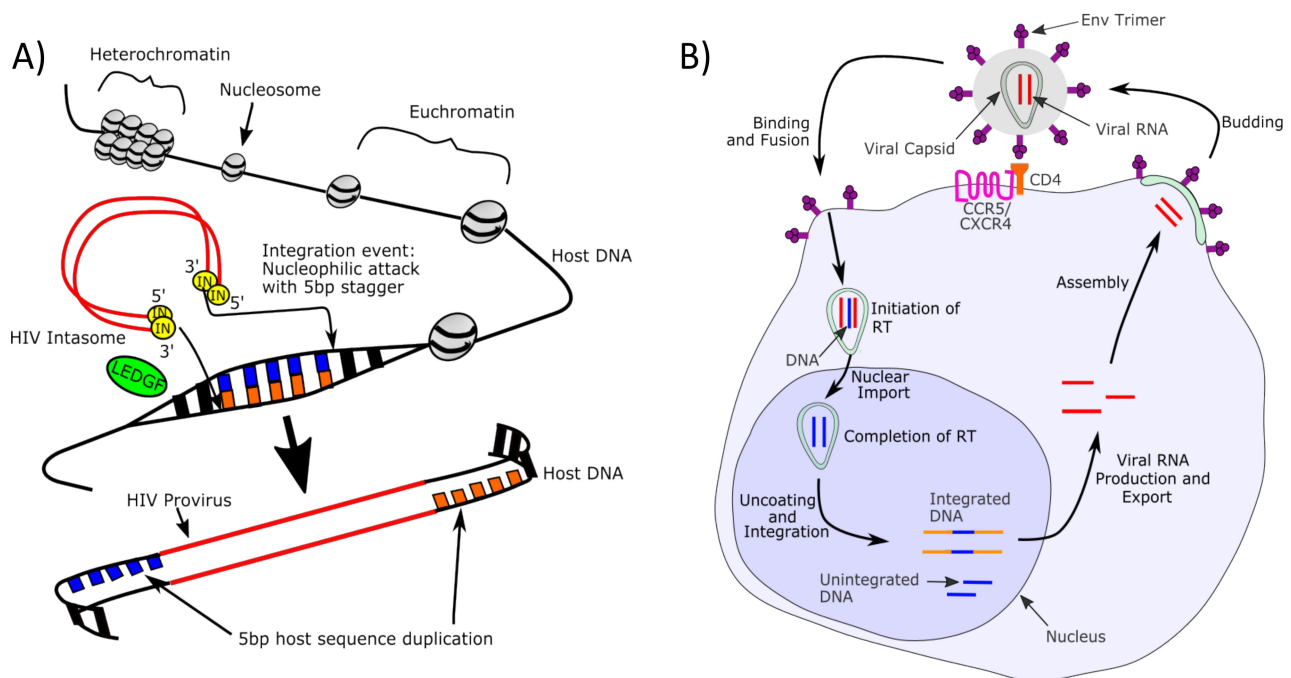 A)
Heterochromatin
Nucleosome
Euchromatin
Integration event:
Nucleophilic attack
with 5bp stagger
Host DNA
3'
IN
IN
5'
5'
IN
IN
3'
HIV Intasome
LEDGF
Host DNA
HIV Provirus
5bp host sequence duplication
B)
Env Trimer
Binding
and Fusion
Viral Capsid
Viral RNA
Budding
CD4
CCR5/
CXCR4
Initiation of
RT
DNA
Assembly
Nuclear
Import
Completion of RT
Viral RNA
Production and
Export
Uncoating
and
Integration
Integrated
DNA
Unintegrated
DNA
Nucleus